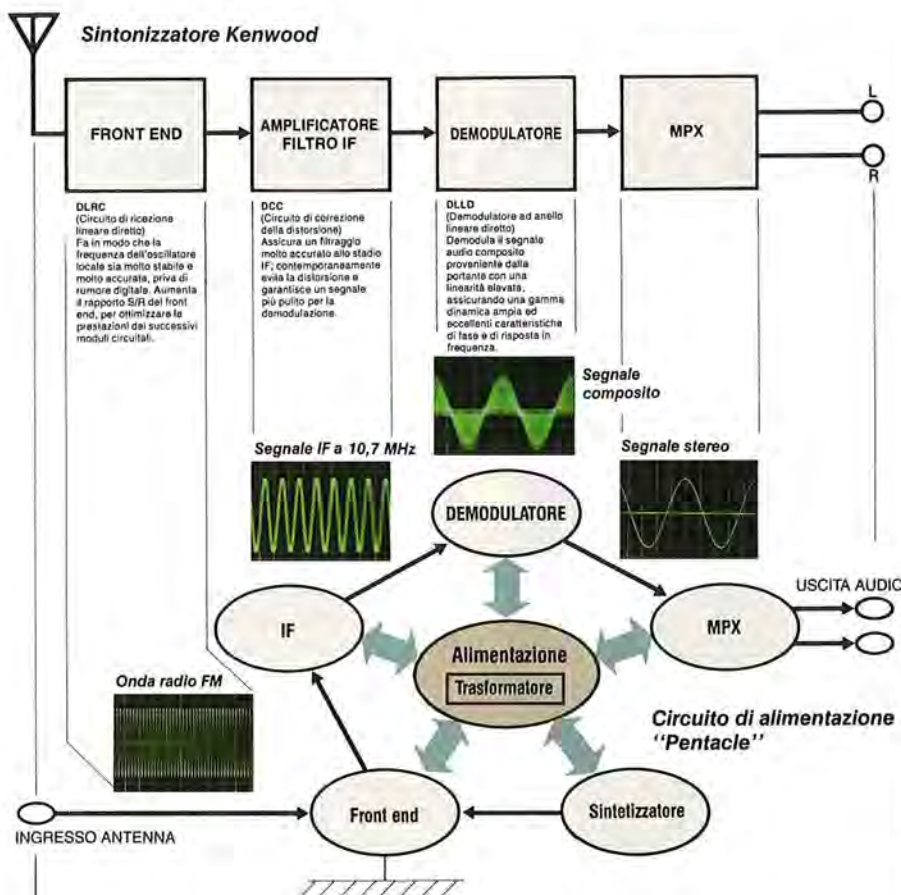 Sintonizzatore Kenwood
FRONT END
AMPLIFICATORE
FILTRO IF
DEMODULATORE
MPX
L
R
DLRC
(Circuito di ricezione
lineare diretto)
Fa in modo che la
frequenza dell'oscillatore
locale sia molto stabile e
molto accurata, priva di
rumore digitale. Aumenta
il rapporto S/R del front
end, per ottimizzare le
prestazioni dei successivi
moduli circuitali.
DCC
(Circuito di correzione
della distorsione)
Assicura un filtraggio
molto accurato allo stadio
IF; contemporaneamente
evita la distorsione e
garantisce un segnale
più pulito per la
demodulazione.
DLLD
(Demodulatore ad anello
lineare diretto)
Demodula il segnale
audio composito
proveniente dalla
portante con una
linearità elevata,
assicurando una gamma
dinamica ampia ed
eccellenti caratteristiche
di fase e di risposta in
frequenza.
Segnale
composito
Segnale IF a 10,7 MHz
Segnale stereo
DEMODULATORE
USCITA AUDIO
IF
MPX
Alimentazione
Trasformatore
Onda radio FM
Circuito di alimentazione
"Pentacle"
Front end
Sintetizzatore
INGRESSO ANTENNA